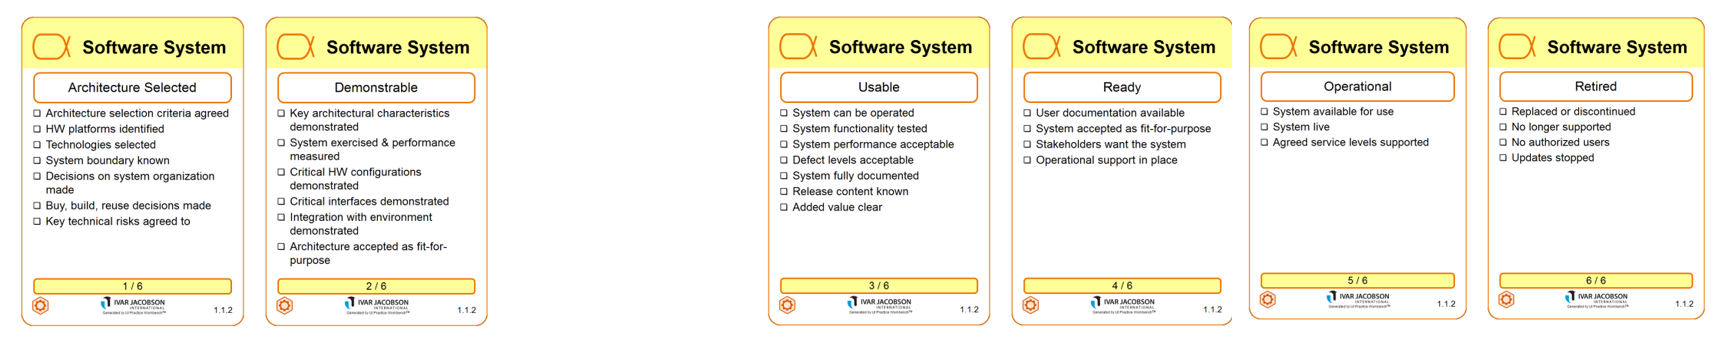 Software System
Architecture Selected
❑ Architecture selection criteria agreed
❑ HW platforms identified
❑ Technologies selected
❑ System boundary known
❑ Decisions on system organization
made
❑ Buy, build, reuse decisions made
❑ Key technical risks agreed to
1 / 6
IVAR JACOBSON
INTERNATIONAL
Generated by IJI Practice Workbench™
1.1.2
Software System
Demonstrable
❑ Key architectural characteristics
demonstrated
❑ System exercised & performance
measured
❑ Critical HW configurations
demonstrated
❑ Critical interfaces demonstrated
❑ Integration with environment
demonstrated
❑ Architecture accepted as fit-for-
purpose
2 / 6
IVAR JACOBSON
INTERNATIONAL
Generated by IJI Practice Workbench™
1.1.2
Software System
Usable
❑ System can be operated
❑ System functionality tested
❑ System performance acceptable
❑ Defect levels acceptable
❑ System fully documented
❑ Release content known
❑ Added value clear
3 / 6
IVAR JACOBSON
INTERNATIONAL
Generated by IJI Practice Workbench™
1.1.2
Software System
Ready
❑ User documentation available
❑ System accepted as fit-for-purpose
❑ Stakeholders want the system
❑ Operational support in place
4 / 6
IVAR JACOBSON
INTERNATIONAL
Generated by IJI Practice Workbench™
1.1.2
Software System
Operational
❑ System available for use
❑ System live
❑ Agreed service levels supported
5 / 6
IVAR JACOBSON
INTERNATIONAL
Generated by IJI Practice Workbench™
1.1.2
Software System
Retired
❑ Replaced or discontinued
❑ No longer supported
❑ No authorized users
❑ Updates stopped
6 / 6
IVAR JACOBSON
INTERNATIONAL
Generated by IJI Practice Workbench™
1.1.2